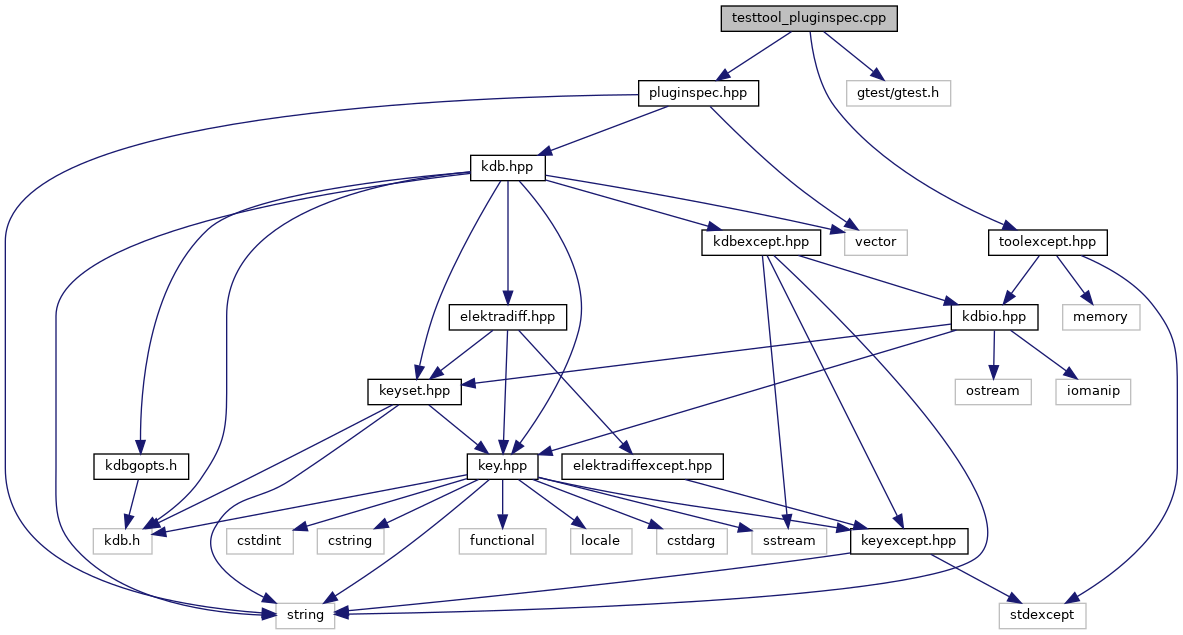 testtool_pluginspec.cpp
pluginspec.hpp
gtest/gtest.h
kdb.hpp
kdbexcept.hpp
vector
toolexcept.hpp
elektradiff.hpp
kdbio.hpp
memory
keyset.hpp
ostream
iomanip
kdbgopts.h
key.hpp
elektradiffexcept.hpp
kdb.h
cstdint
cstring
functional
locale
cstdarg
sstream
keyexcept.hpp
string
stdexcept